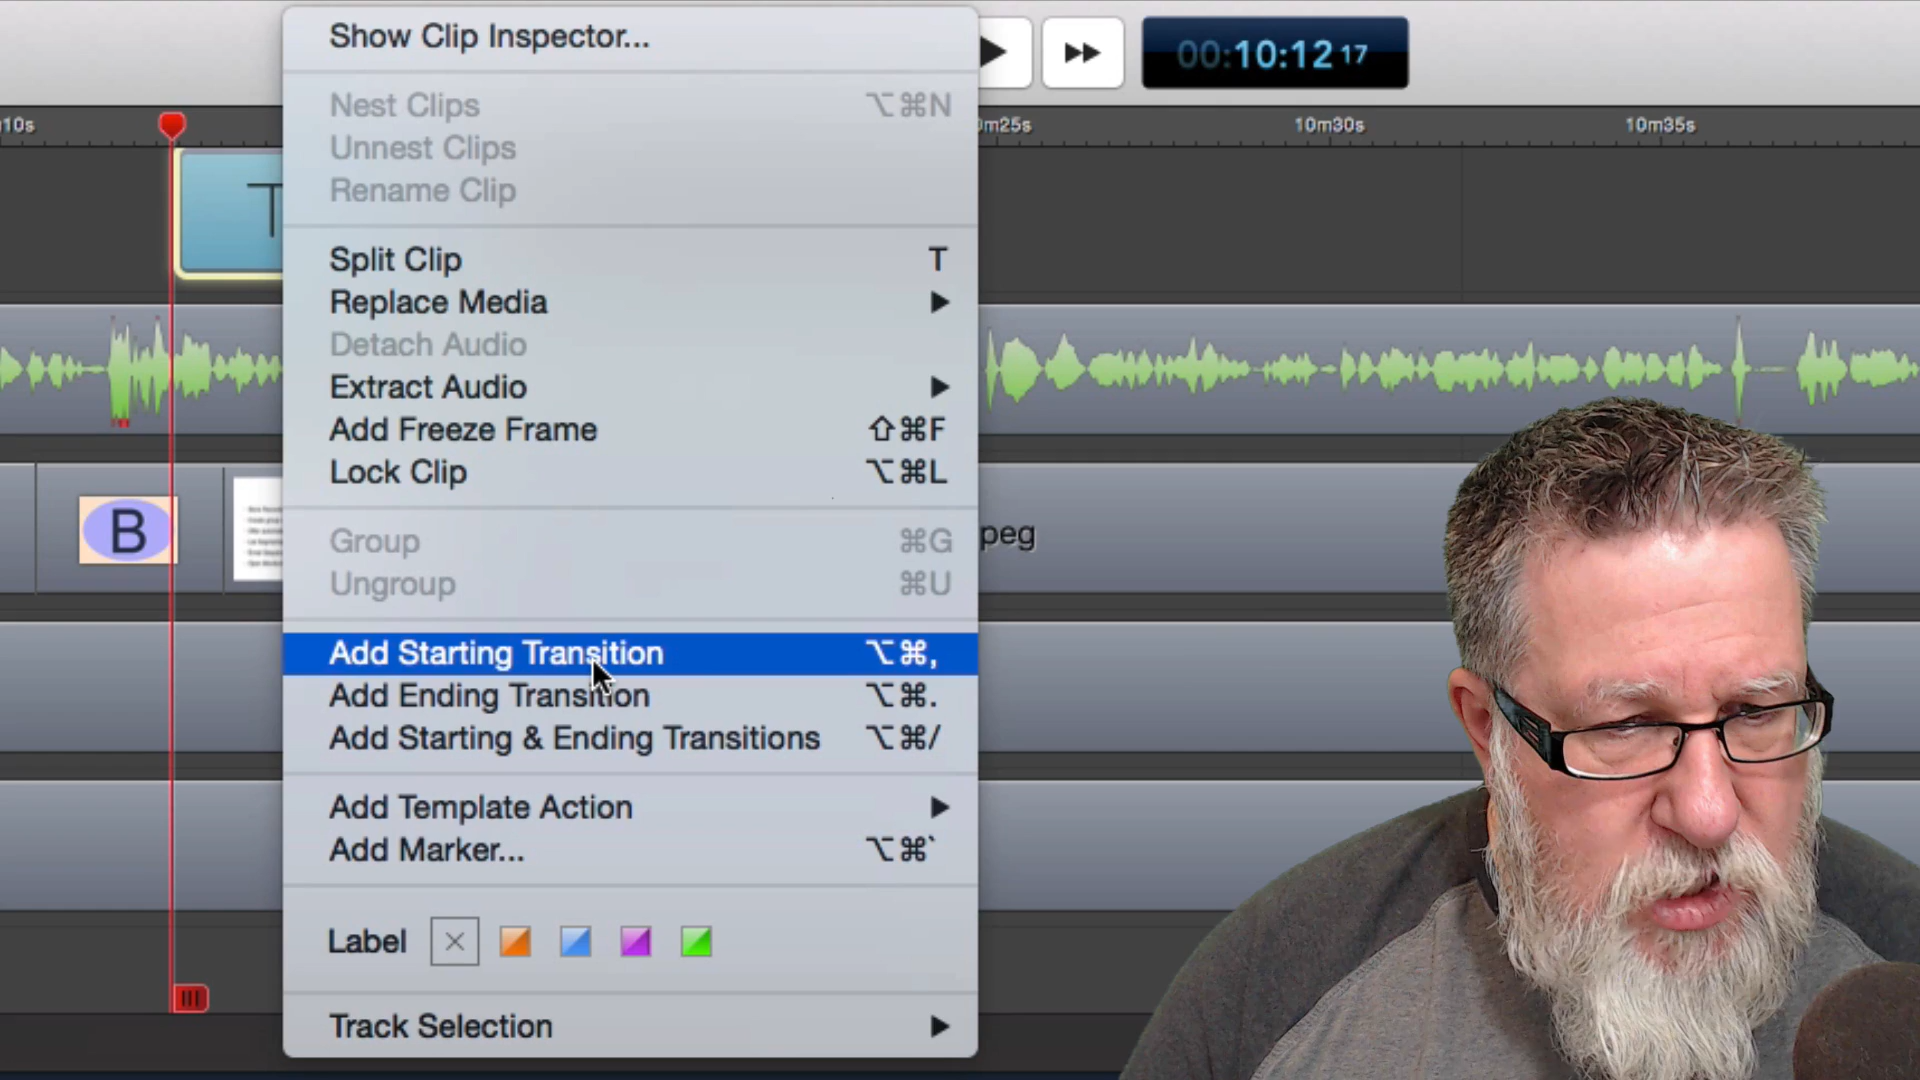 Show Clip Inspector...
00:10:12 17
Nest Clips ⌥⌘N
10s
m25s
10m30s
10m35s
Unnest Clips
Rename Clip
T
Split Clip T
Replace Media ▶
Detach Audio
Extract Audio ▶
Add Freeze Frame ⇧⌘F
Lock Clip ⌥⌘L
B
peg
Group ⌘G
Ungroup ⌘U
Add Starting Transition ⌥⌘,
Add Ending Transition ⌥⌘.
Add Starting & Ending Transitions ⌥⌘/
Add Template Action ▶
Add Marker... ⌥⌘`
Label
Track Selection ▶